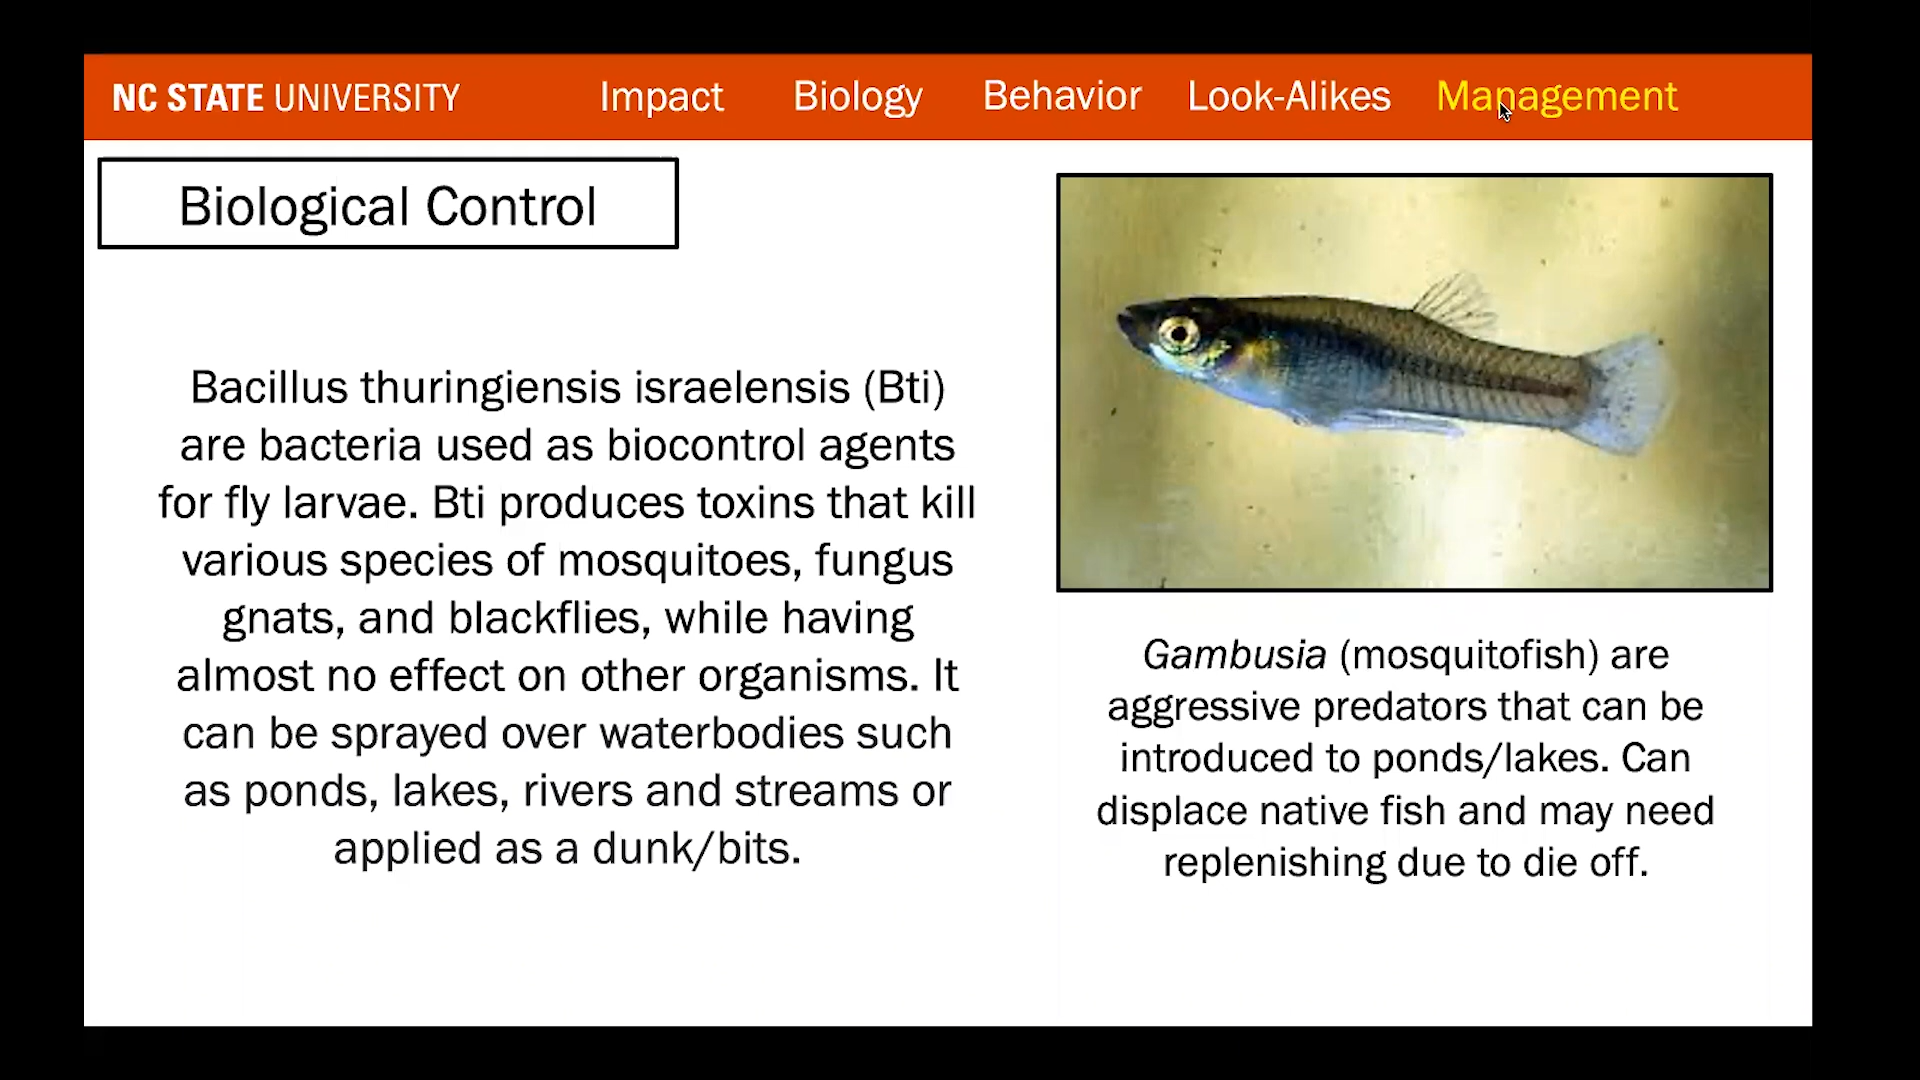 NC STATE UNIVERSITY Impact Biology Behavior Look-Alikes Management
Biological Control
Bacillus thuringiensis israelensis (Bti)
are bacteria used as biocontrol agents
for fly larvae. Bti produces toxins that kill
various species of mosquitoes, fungus
gnats, and blackflies, while having
almost no effect on other organisms. It
can be sprayed over waterbodies such
as ponds, lakes, rivers and streams or
applied as a dunk/bits.
Gambusia (mosquitofish) are
aggressive predators that can be
introduced to ponds/lakes. Can
displace native fish and may need
replenishing due to die off.